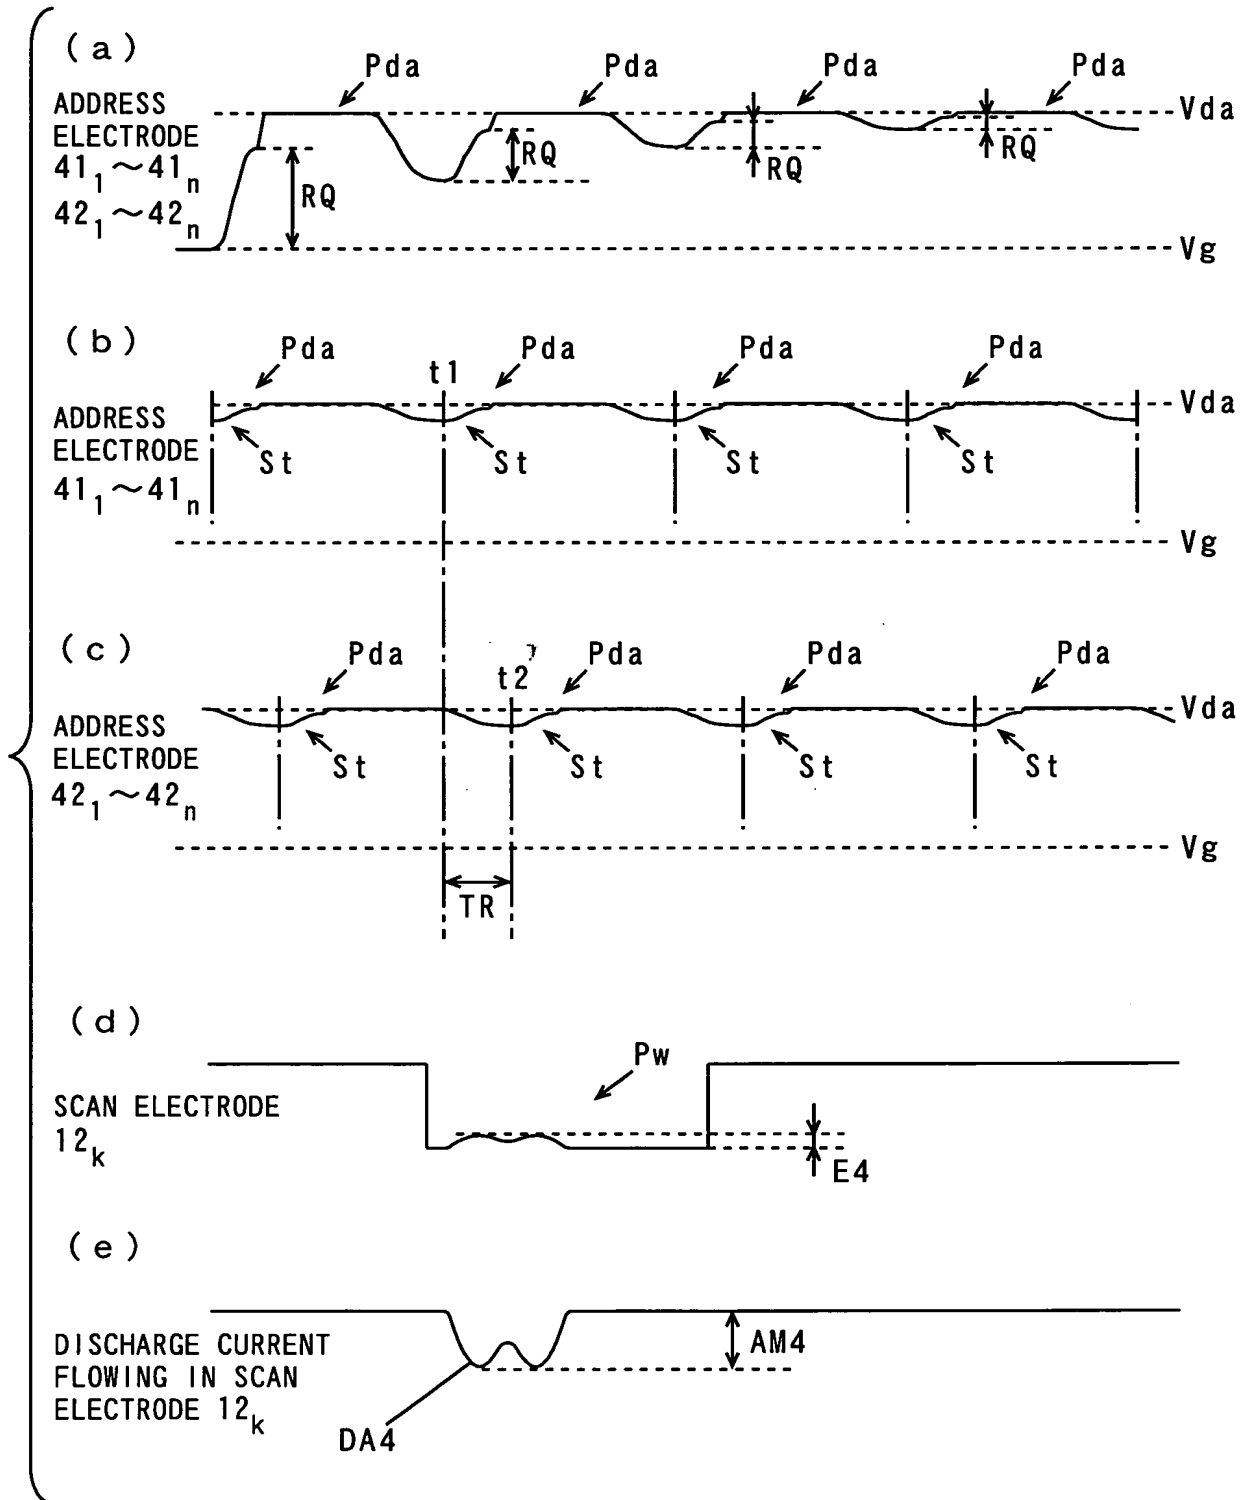 (a)
Pda Pda Pda Pda
Vda
ADDRESS
ELECTRODE
41₁～41ₙ
42₁～42ₙ
RQ RQ RQ RQ
Vg
(b)
Pda Pda Pda Pda
t1
Vda
ADDRESS
ELECTRODE
41₁～41ₙ
St St St St
Vg
(c)
Pda Pda Pda Pda
t2
Vda
ADDRESS
ELECTRODE
42₁～42ₙ
St St St St
Vg
TR
(d)
Pw
SCAN ELECTRODE
12ₖ
E4
(e)
DISCHARGE CURRENT
FLOWING IN SCAN
ELECTRODE 12ₖ
AM4
DA4